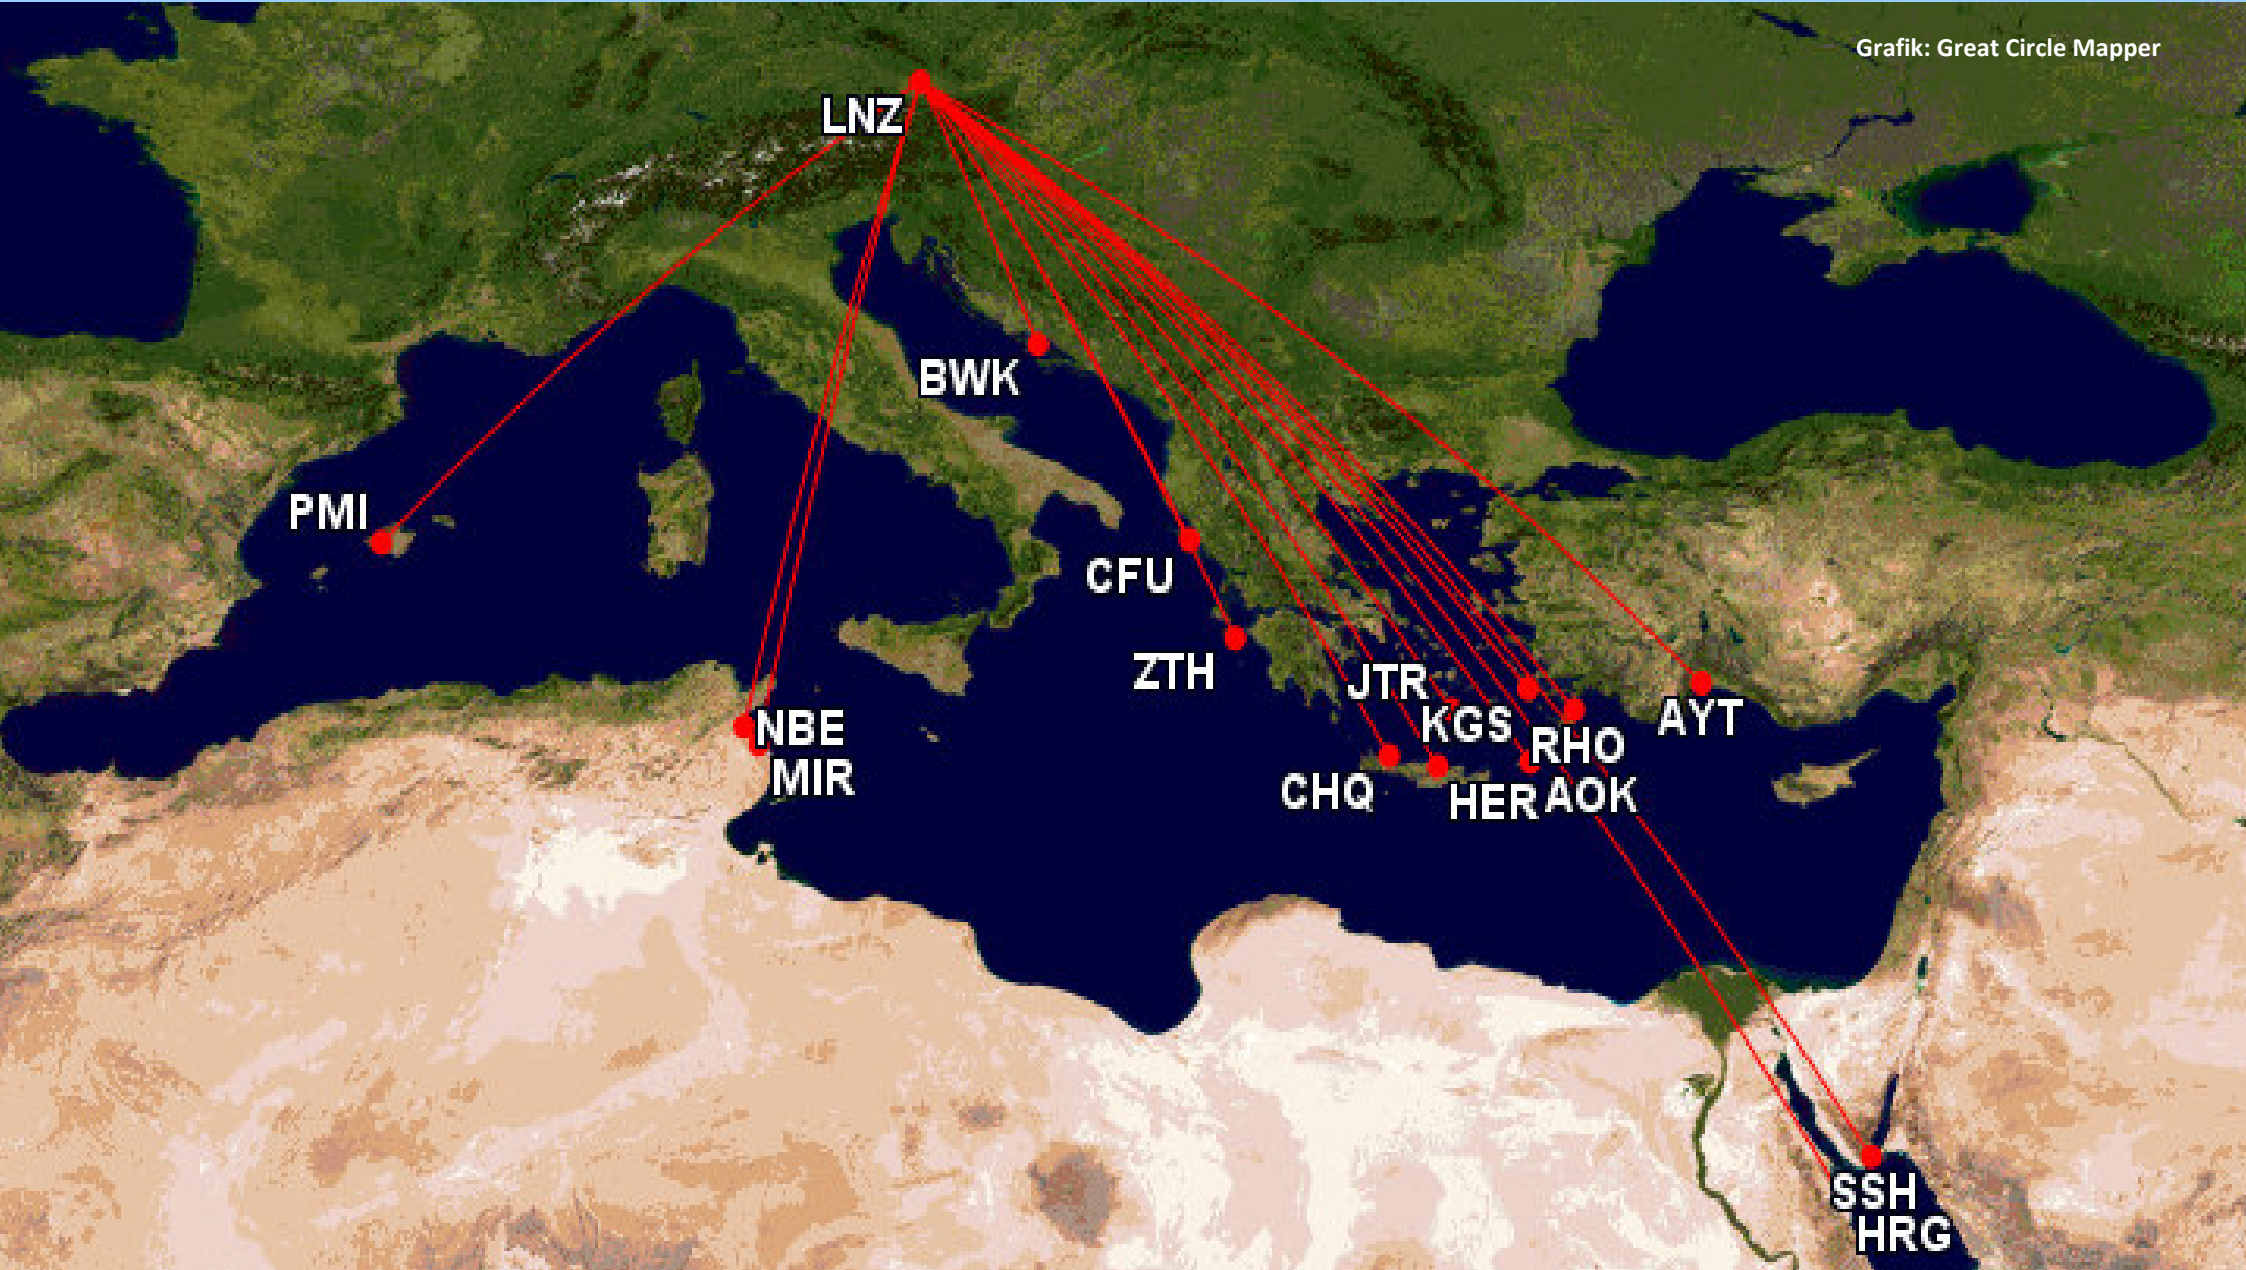 Grafik: Great Circle Mapper
LNZ
BWK
PMI
CFU
ZTH
JTR
KGS
RHO
AYT
NBE
MIR
CHQ
HER
AOK
SSH
HRG